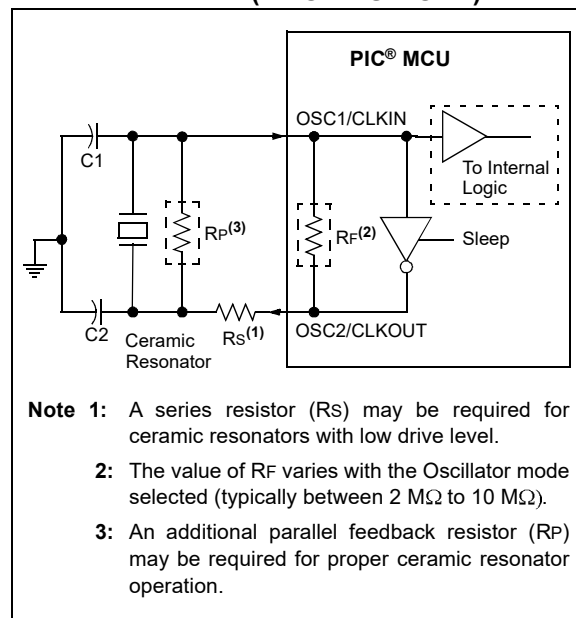 PIC® MCU
OSC1/CLKIN
C1
To Internal
Logic
RP(3)
RF(2)
Sleep
C2
Ceramic
Resonator
RS(1)
OSC2/CLKOUT
Note 1: A series resistor (RS) may be required for
ceramic resonators with low drive level.
2: The value of RF varies with the Oscillator mode
selected (typically between 2 MΩ to 10 MΩ).
3: An additional parallel feedback resistor (RP)
may be required for proper ceramic resonator
operation.